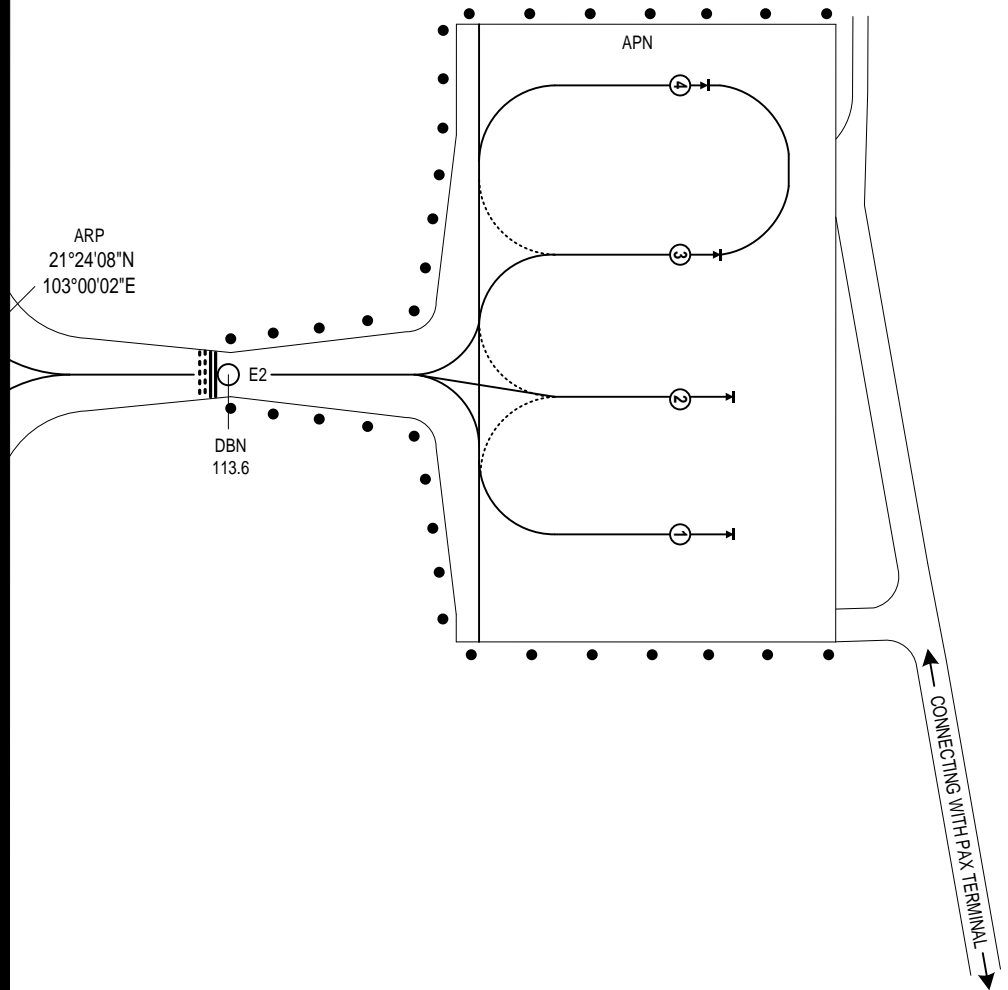 APN
4
ARP
21°24'08"N
103°00'02"E
3
E2
2
DBN
113.6
1
CONNECTING WITH PAX TERMINAL